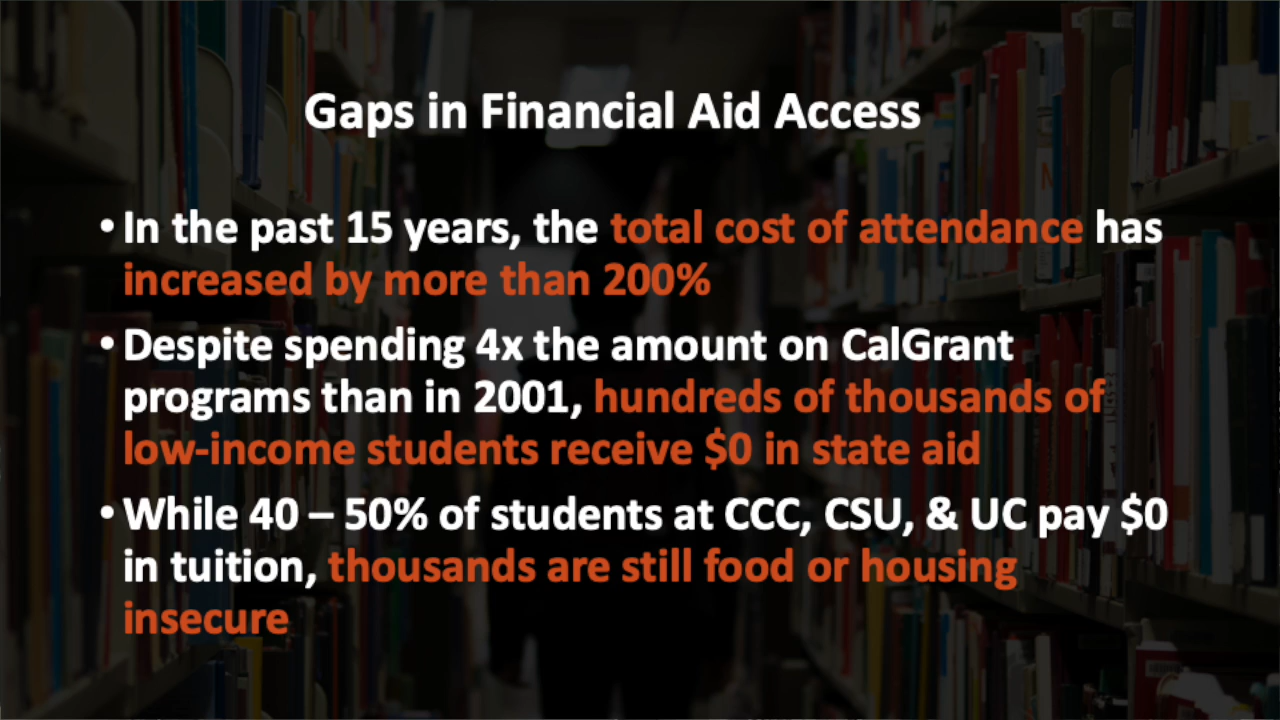 Gaps in Financial Aid Access
• In the past 15 years, the total cost of attendance has
increased by more than 200%
• Despite spending 4x the amount on CalGrant
programs than in 2001, hundreds of thousands of
low-income students receive $0 in state aid
• While 40 – 50% of students at CCC, CSU, & UC pay $0
in tuition, thousands are still food or housing
insecure